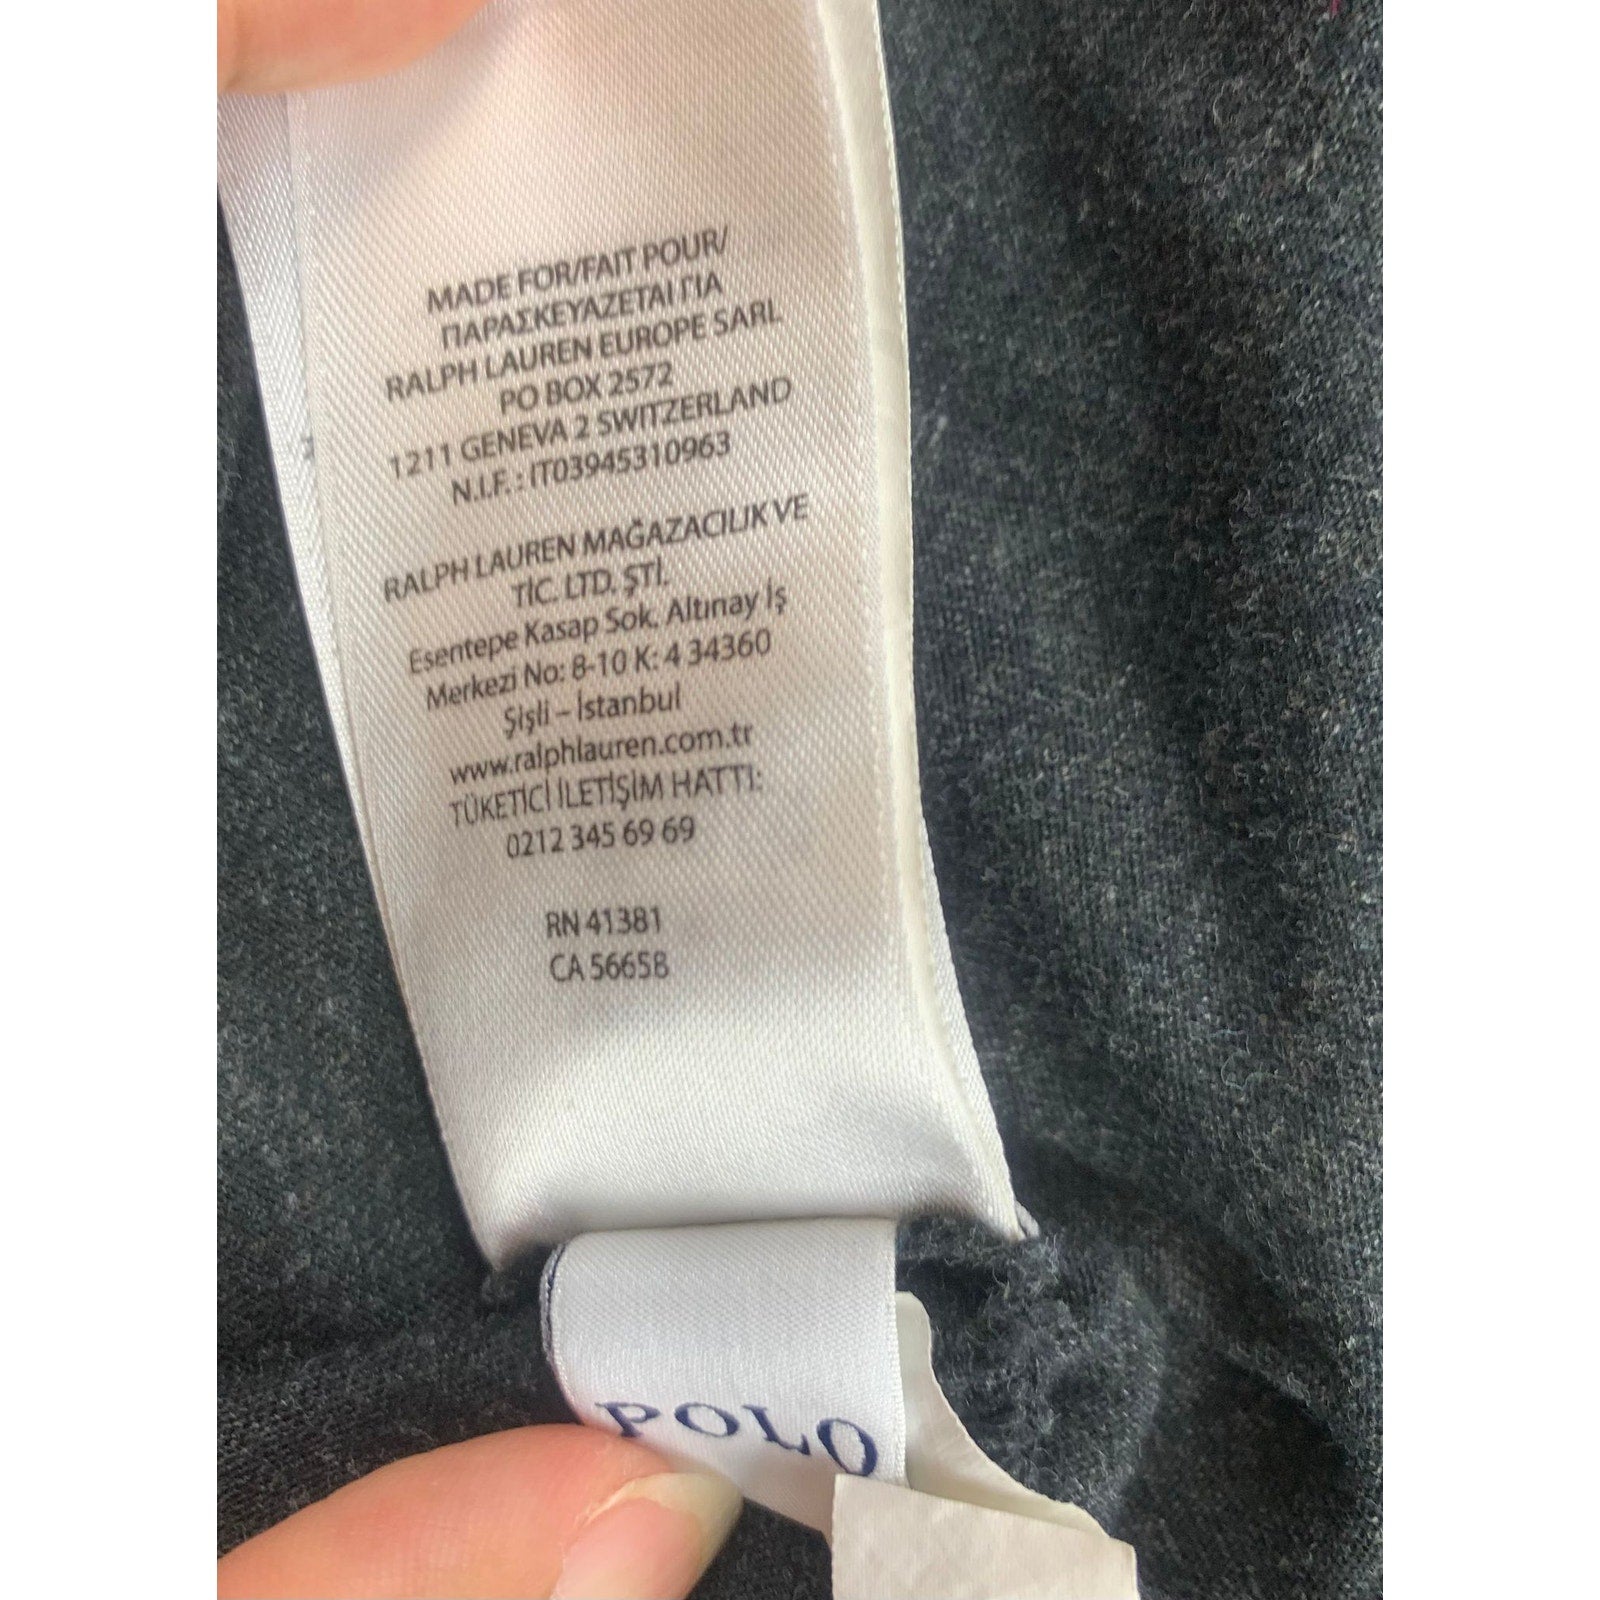 MADE FOR/FAIT POUR/
ΠΑΡΑΣΚΕΥΑΖΕΤΑΙ ΓΙΑ
RALPH LAUREN EUROPE SARL
PO BOX 2572
1211 GENEVA 2 SWITZERLAND
N.I.F. : IT03945310963
RALPH LAUREN MAĞAZACILIK VE
TİC. LTD. ŞTİ.
Esentepe Kasap Sok. Altınay İş
Merkezi No: 8-10 K: 4 34360
Şişli – İstanbul
www.ralphlauren.com.tr
TÜKETİCİ İLETİŞİM HATTI:
0212 345 69 69
RN 41381
CA 56658
POLO